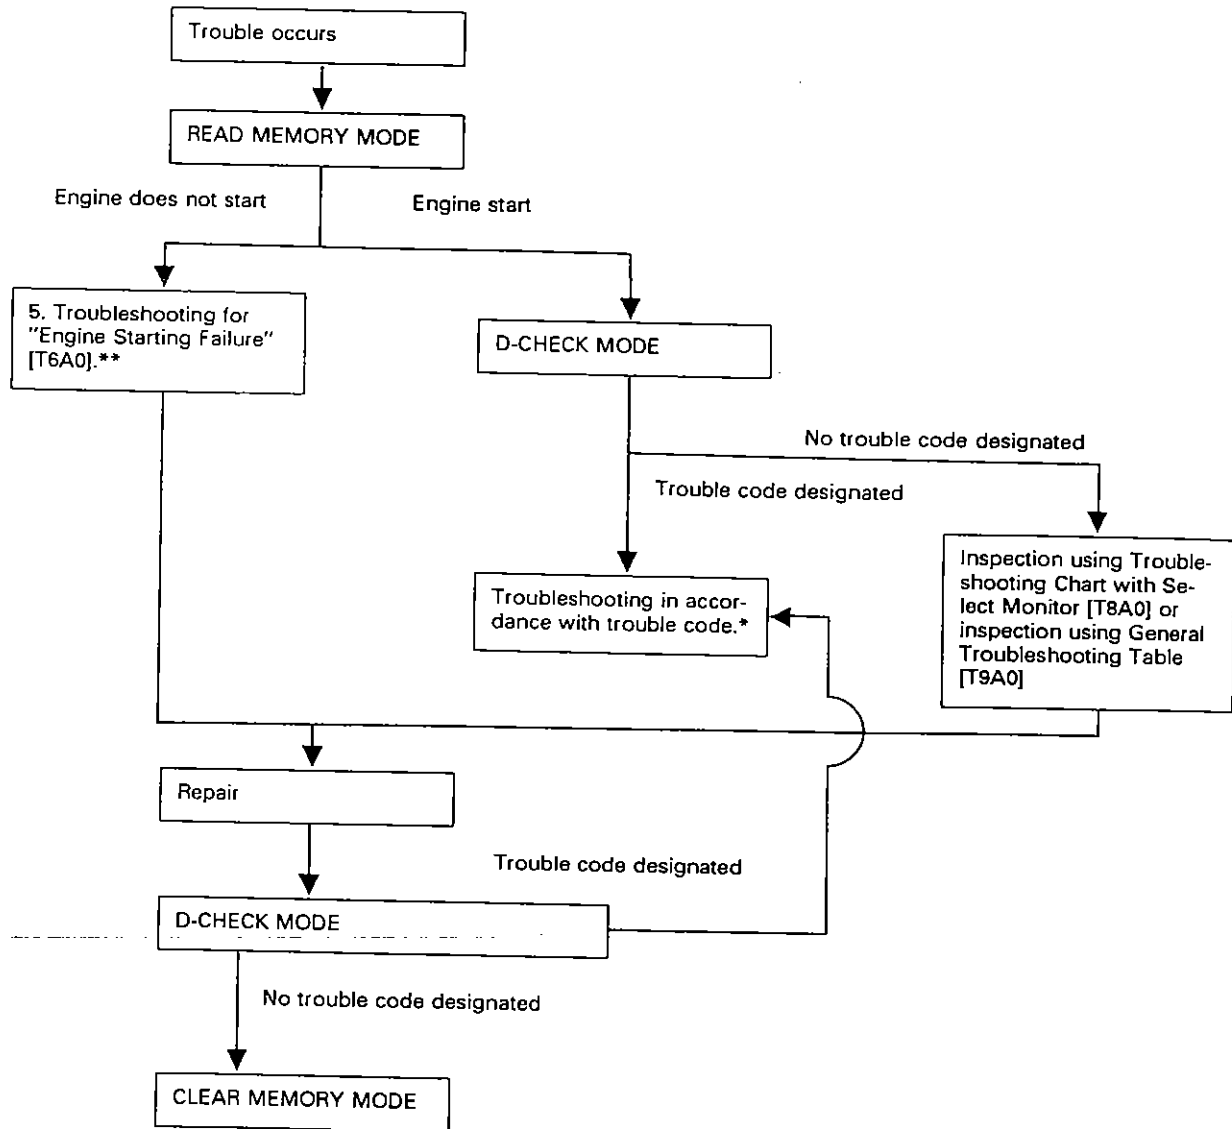 Trouble occurs
READ MEMORY MODE
Engine does not start
Engine start
5. Troubleshooting for
"Engine Starting Failure"
[T6A0].**
D-CHECK MODE
No trouble code designated
Trouble code designated
Troubleshooting in accor-
dance with trouble code.*
Inspection using Trouble-
shooting Chart with Se-
lect Monitor [T8A0] or
inspection using General
Troubleshooting Table
[T9A0]
Repair
Trouble code designated
D-CHECK MODE
No trouble code designated
CLEAR MEMORY MODE